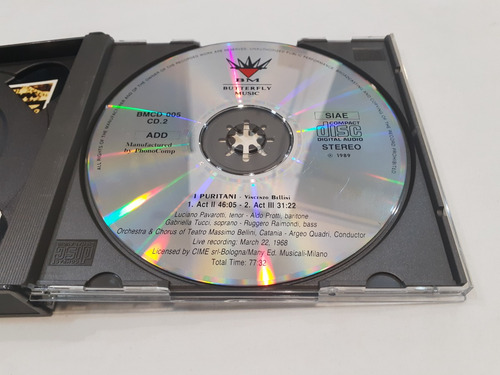 BM
BUTTERFLY
MUSIC
BMCD 005
CD.2
ADD
Manufactured
by PhonoComp
SIAE
COMPACT
disc
DIGITAL AUDIO
STEREO
℗ 1989
I PURITANI - Vincenzo Bellini
1. Act II 46:05 - 2. Act III 31:22
Luciano Pavarotti, tenor - Aldo Protti, baritone
Gabriella Tucci, soprano - Ruggero Raimondi, bass
Orchestra & Chorus of Teatro Massimo Bellini, Catania - Argeo Quadri, Conductor
Live recording: March 22, 1968
Licensed by CIME srl-Bologna/Many Ed. Musicali-Milano
Total Time: 77:33